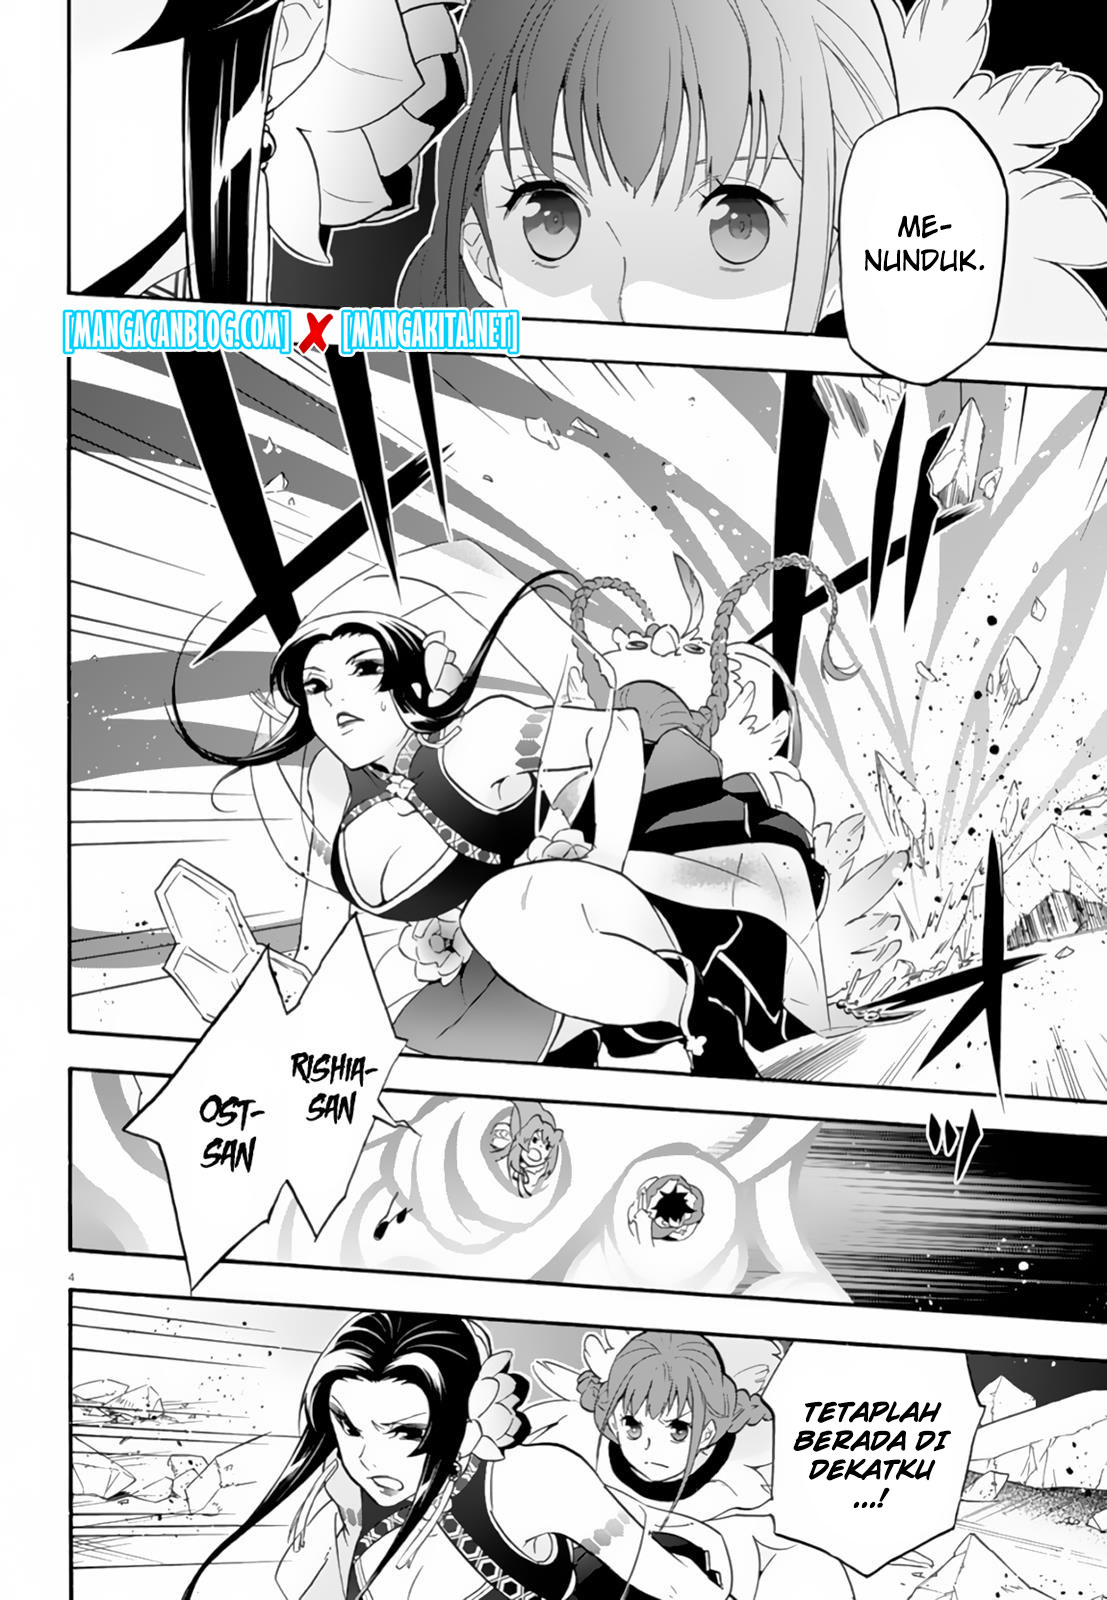 ME-
NUNDUK.
[MANGACANBLOG.COM] X [MANGAKITA.NET]
RISHIA-
SAN
OST-
SAN
4
TETAPLAH
BERADA DI
DEKATKU
...!